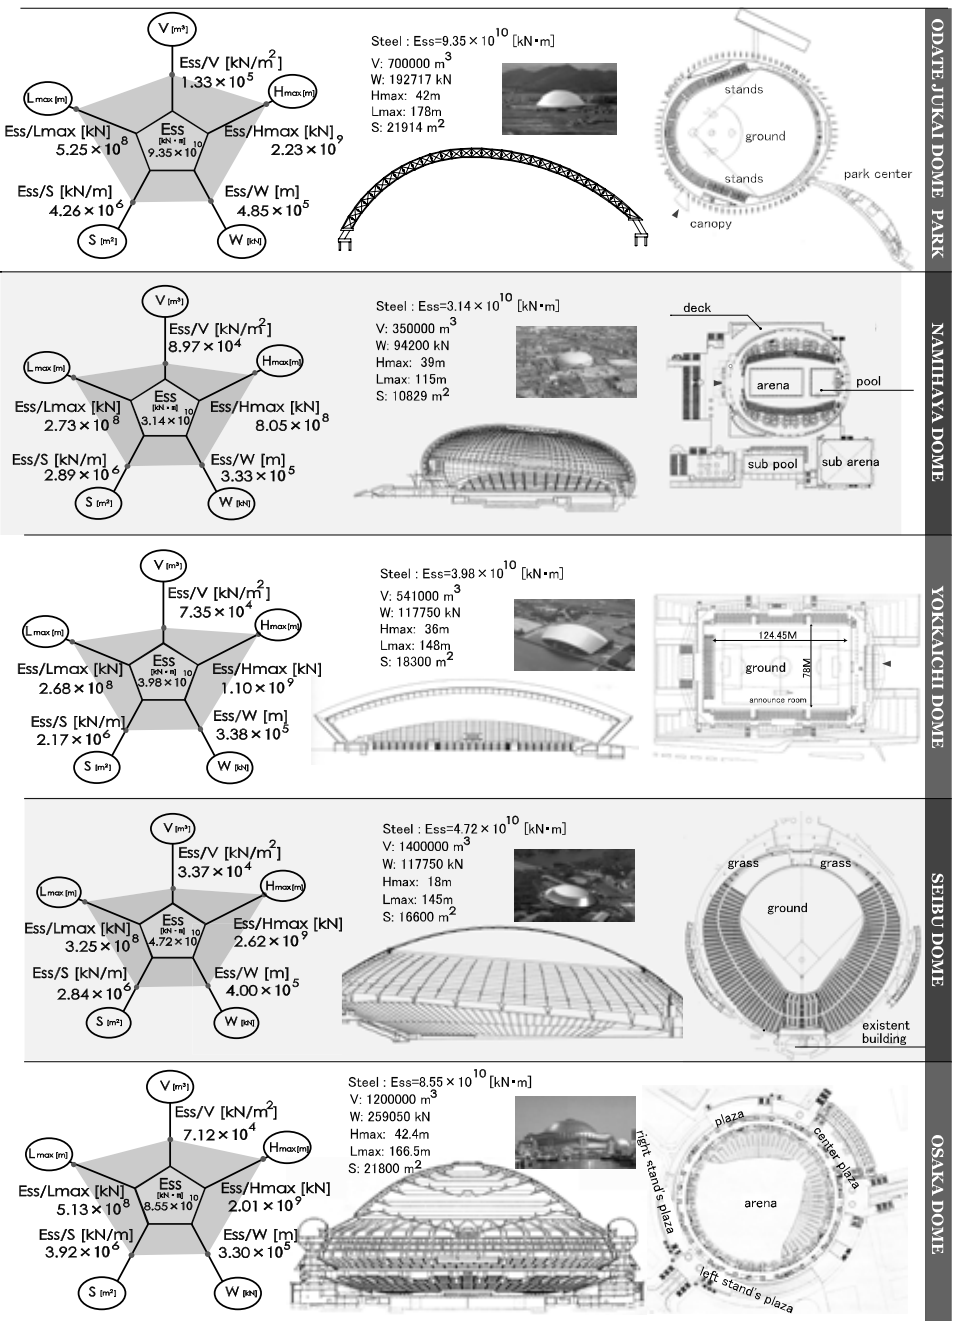 V [m³]
Ess/V [kN/m²]
1.33×10⁵
Lmax [m]
Hmax[m]
Ess/Lmax [kN]
5.25×10⁸
Ess
[kN・m]
9.35×10¹⁰
Ess/Hmax [kN]
2.23×10⁹
Ess/S [kN/m]
4.26×10⁶
Ess/W [m]
4.85×10⁵
S [m²]
W [kN]
Steel : Ess=9.35×10¹⁰ [kN・m]
V: 700000 m³
W: 192717 kN
Hmax: 42m
Lmax: 178m
S: 21914 m²
stands
ground
stands
park center
canopy
ODATE JUKAI DOME PARK
V [m³]
Ess/V [kN/m²]
8.97×10⁴
Lmax[m]
Hmax[m]
Ess/Lmax [kN]
2.73×10⁸
Ess
[kN・m]
3.14×10¹⁰
Ess/Hmax [kN]
8.05×10⁸
Ess/S [kN/m]
2.89×10⁶
Ess/W [m]
3.33×10⁵
S [m²]
W [kN]
Steel : Ess=3.14×10¹⁰ [kN・m]
V: 350000 m³
W: 94200 kN
Hmax: 39m
Lmax: 115m
S: 10829 m²
deck
arena
pool
sub pool
sub arena
NAMIHAYA DOME
V [m³]
Ess/V [kN/m²]
7.35×10⁴
Lmax[m]
Hmax[m]
Ess/Lmax [kN]
2.68×10⁸
Ess
[kN・m]
3.98×10¹⁰
Ess/Hmax [kN]
1.10×10⁹
Ess/S [kN/m]
2.17×10⁶
Ess/W [m]
3.38×10⁵
S [m²]
W [kN]
Steel : Ess=3.98×10¹⁰ [kN・m]
V: 541000 m³
W: 117750 kN
Hmax: 36m
Lmax: 148m
S: 18300 m²
124.45M
ground
78M
announce room
YOKKAICHI DOME
V [m³]
Ess/V [kN/m²]
3.37×10⁴
Lmax[m]
Hmax[m]
Ess/Lmax [kN]
3.25×10⁸
Ess
[kN・m]
4.72×10¹⁰
Ess/Hmax [kN]
2.62×10⁹
Ess/S [kN/m]
2.84×10⁶
Ess/W [m]
4.00×10⁵
S [m²]
W [kN]
Steel : Ess=4.72×10¹⁰ [kN・m]
V: 1400000 m³
W: 117750 kN
Hmax: 18m
Lmax: 145m
S: 16600 m²
grass
grass
ground
existent
building
SEIBU DOME
V [m³]
Ess/V [kN/m²]
7.12×10⁴
Lmax[m]
Hmax[m]
Ess/Lmax [kN]
5.13×10⁸
Ess
[kN・m]
8.55×10¹⁰
Ess/Hmax [kN]
2.01×10⁹
Ess/S [kN/m]
3.92×10⁶
Ess/W [m]
3.30×10⁵
S [m²]
W [kN]
Steel : Ess=8.55×10¹⁰ [kN・m]
V: 1200000 m³
W: 259050 kN
Hmax: 42.4m
Lmax: 166.5m
S: 21800 m²
plaza
center plaza
right stand's plaza
arena
left stand's plaza
OSAKA DOME